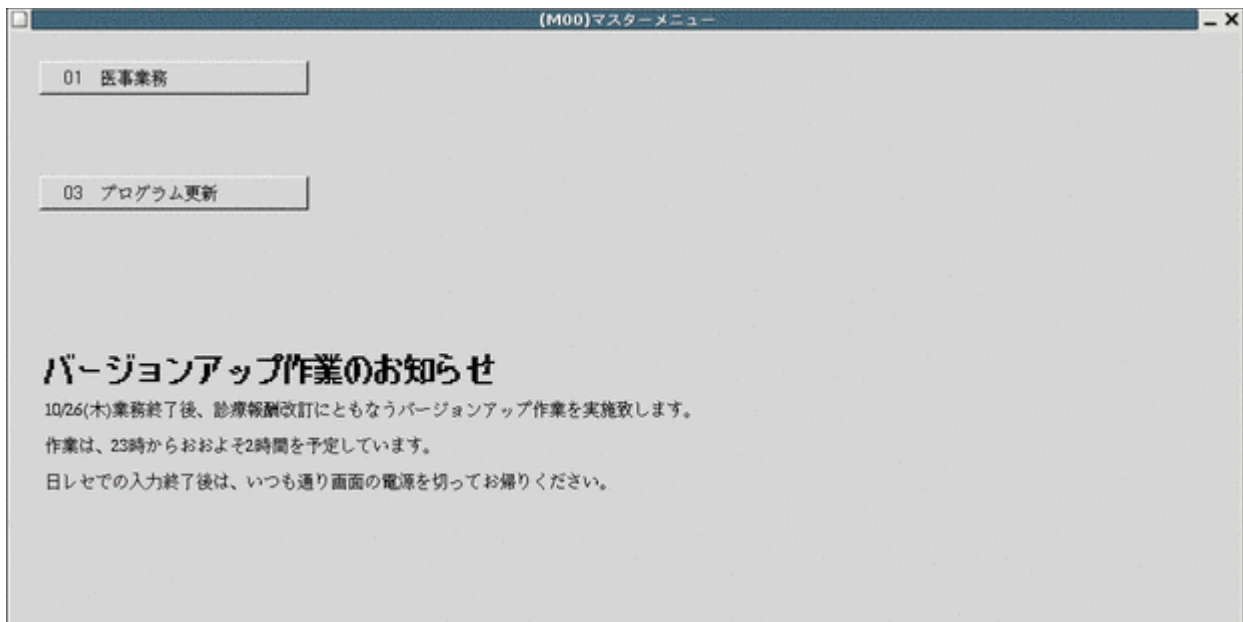 (M00)マスターメニュー
01 医事業務
03 プログラム更新
バージョンアップ作業のお知らせ
10/26(木)業務終了後、診療報酬改訂にともなうバージョンアップ作業を実施致します。
作業は、23時からおおよそ2時間を予定しています。
日レセでの入力終了後は、いつも通り画面の電源を切ってお帰りください。